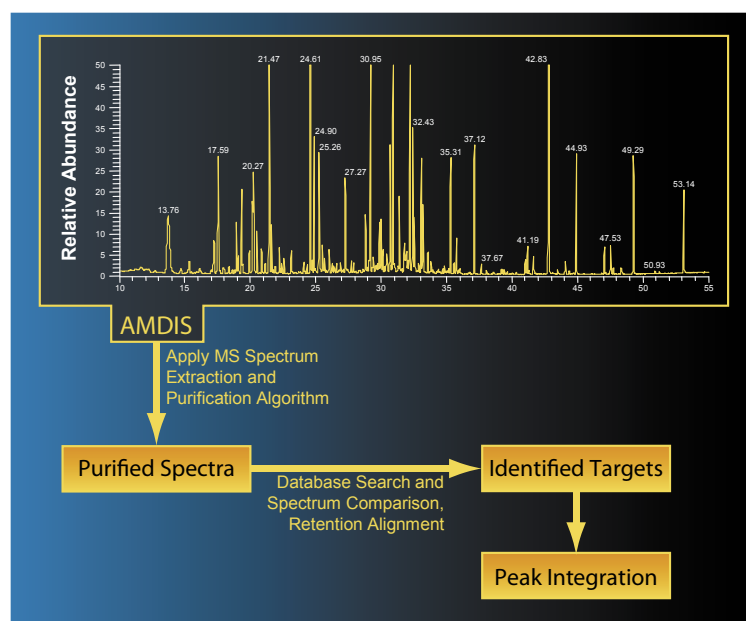 Relative Abundance
50
45
40
35
30
25
20
15
10
5
0
13.76
17.59
20.27
21.47
24.61
24.90
25.26
27.27
30.95
32.43
35.31
37.12
37.67
41.19
42.83
44.93
47.53
49.29
50.93
53.14
10 15 20 25 30 35 40 45 50 55
AMDIS
Apply MS Spectrum
Extraction and
Purification Algorithm
Purified Spectra
Database Search and
Spectrum Comparison,
Retention Alignment
Identified Targets
Peak Integration